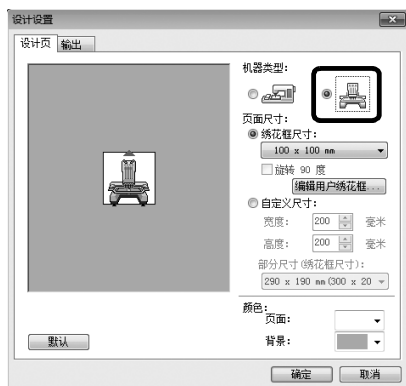 设计设置
设计页 输出
机器类型:
页面尺寸:
绣花框尺寸:
100 x 100 mm
旋转 90 度
编辑用户绣花框...
自定义尺寸:
宽度: 200 毫米
高度: 200 毫米
部分尺寸(绣花框尺寸):
290 x 190 mm (300 x 20
颜色:
页面:
背景:
默认
确定 取消